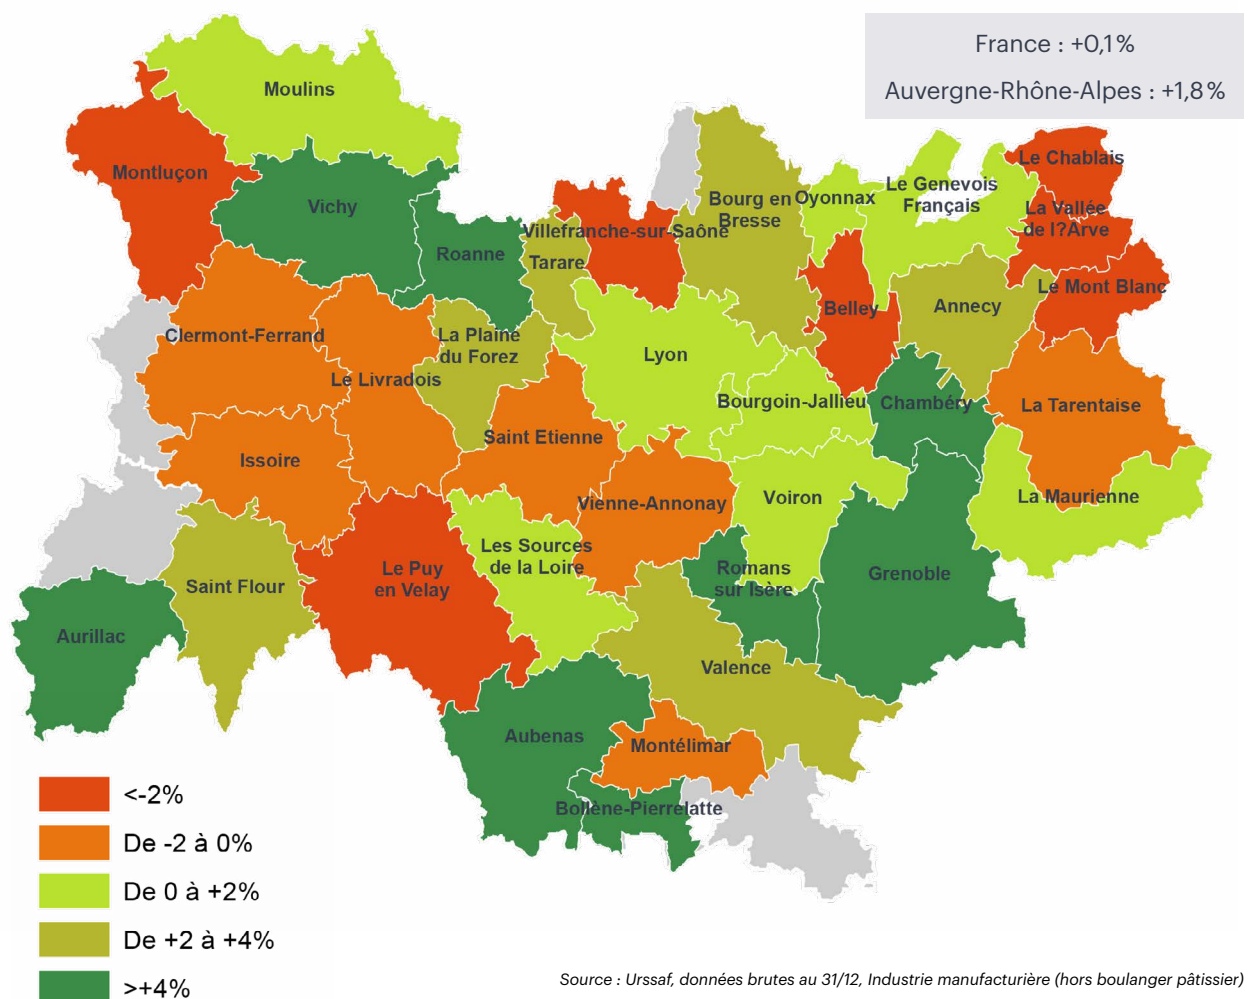 France : +0,1 %
Auvergne-Rhône-Alpes : +1,8 %
Moulins
Montluçon
Vichy
Roanne
Villefranche-sur-Saône
Tarare
Bourg en
Bresse
Oyonnax
Le Genevois
Français
Le Chablais
La Vallée
de l?Arve
Le Mont Blanc
Belley
Annecy
Clermont-Ferrand
La Plaine
du Forez
Lyon
Le Livradois
Bourgoin-Jallieu
Chambéry
La Tarentaise
Saint Etienne
Issoire
Vienne-Annonay
Voiron
La Maurienne
Les Sources
de la Loire
Le Puy
en Velay
Romans
sur Isère
Grenoble
Saint Flour
Aurillac
Valence
Aubenas
Montélimar
Bollène-Pierrelatte
<-2%
De -2 à 0%
De 0 à +2%
De +2 à +4%
>+4%
Source : Urssaf, données brutes au 31/12, Industrie manufacturière (hors boulanger pâtissier)